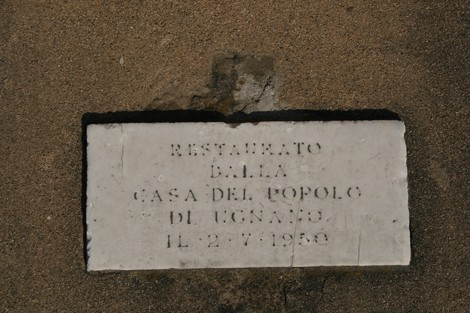 RESTAURATO
DALLA
CASA DEL POPOLO
DI UGNANO
IL · 2 · 7 · 1950